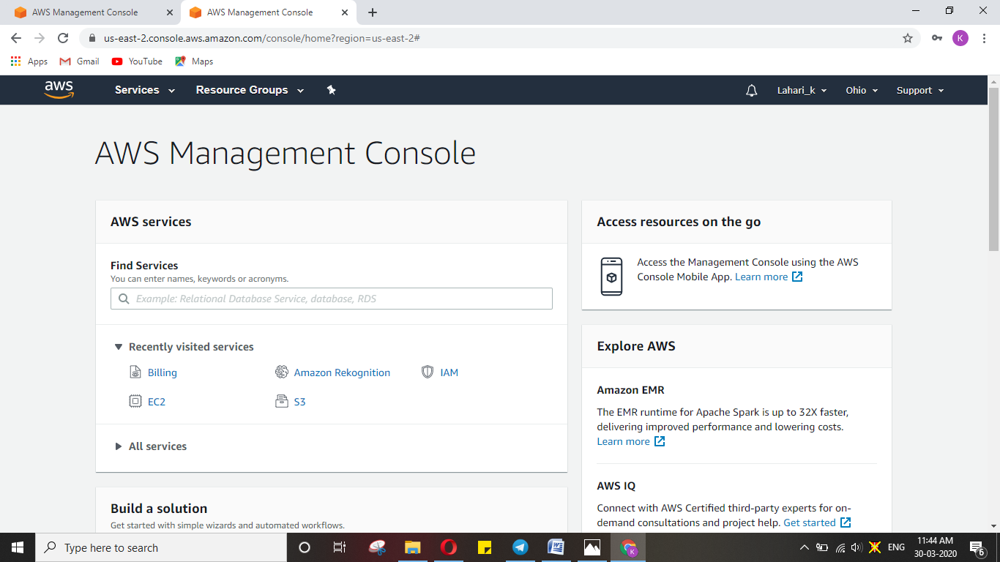 AWS Management Console
AWS Management Console
us-east-2.console.aws.amazon.com/console/home?region=us-east-2#
K
Apps Gmail YouTube Maps
aws Services Resource Groups Lahari_k Ohio Support
AWS Management Console
AWS services
Find Services
You can enter names, keywords or acronyms.
Example: Relational Database Service, database, RDS
Recently visited services
Billing Amazon Rekognition IAM
EC2 S3
All services
Build a solution
Get started with simple wizards and automated workflows.
Access resources on the go
Access the Management Console using the AWS
Console Mobile App. Learn more
Explore AWS
Amazon EMR
The EMR runtime for Apache Spark is up to 32X faster,
delivering improved performance and lowering costs.
Learn more
AWS IQ
Connect with AWS Certified third-party experts for on-
demand consultations and project help. Get started
Type here to search
W
K
ENG
11:44 AM
30-03-2020
6